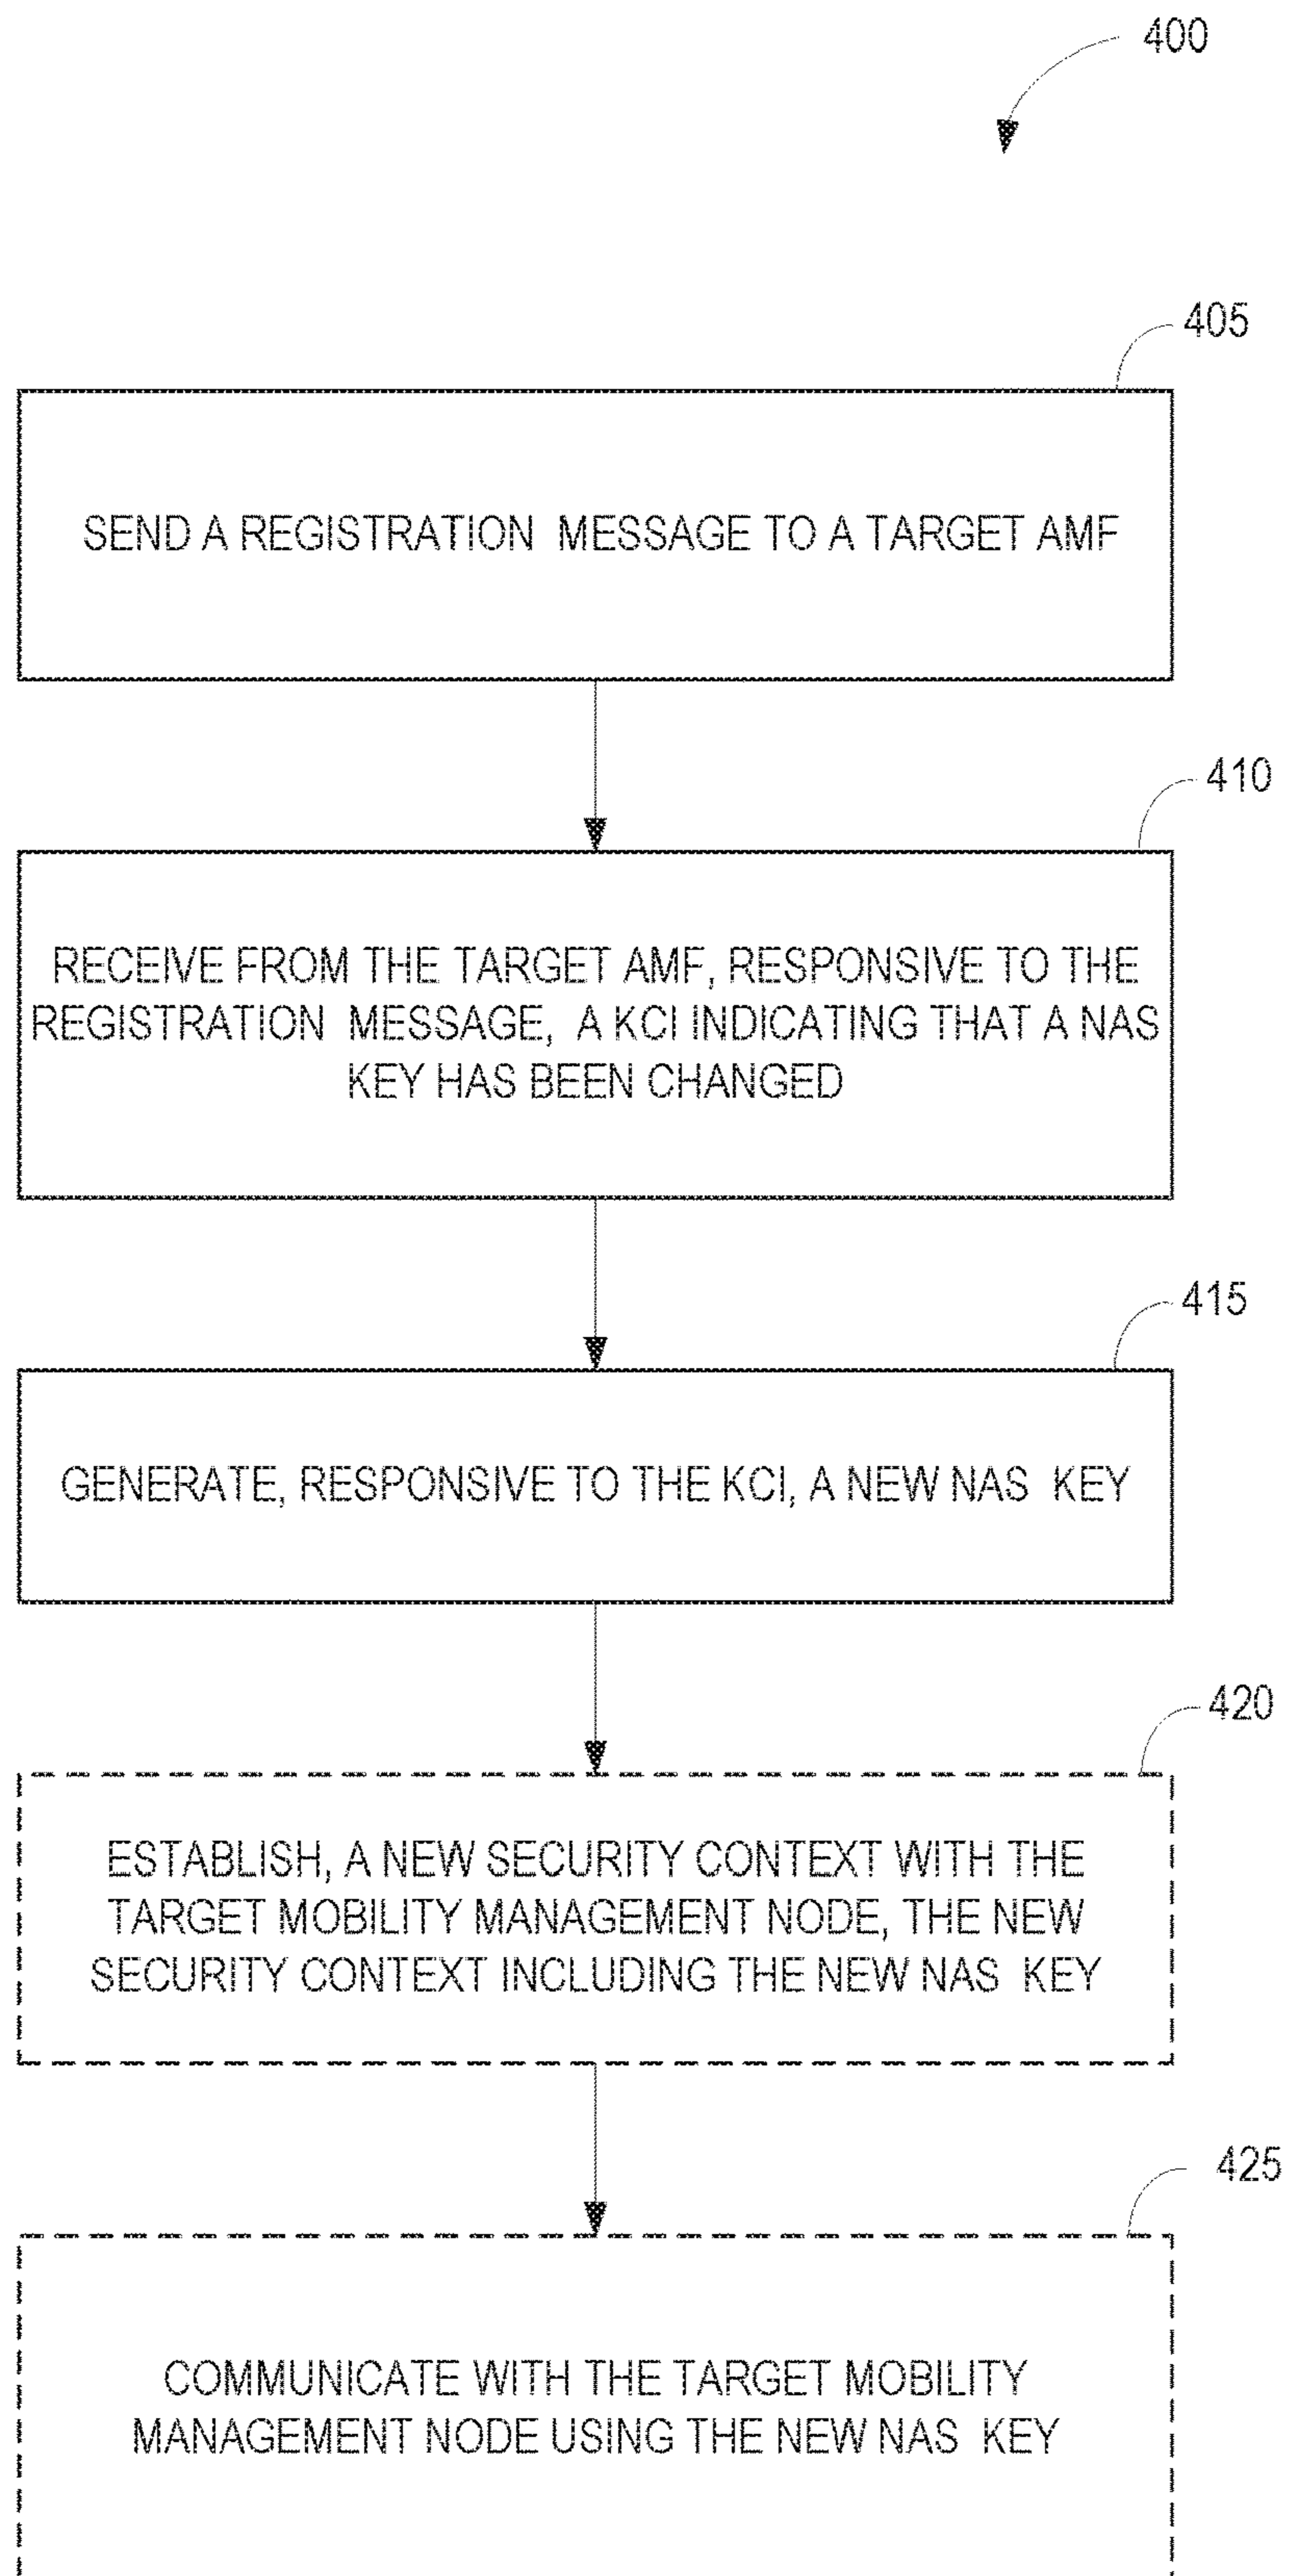 400
405
SEND A REGISTRATION MESSAGE TO A TARGET AMF
410
RECEIVE FROM THE TARGET AMF, RESPONSIVE TO THE
REGISTRATION MESSAGE, A KCI INDICATING THAT A NAS
KEY HAS BEEN CHANGED
415
GENERATE, RESPONSIVE TO THE KCI, A NEW NAS KEY
420
ESTABLISH, A NEW SECURITY CONTEXT WITH THE
TARGET MOBILITY MANAGEMENT NODE, THE NEW
SECURITY CONTEXT INCLUDING THE NEW NAS KEY
425
COMMUNICATE WITH THE TARGET MOBILITY
MANAGEMENT NODE USING THE NEW NAS KEY